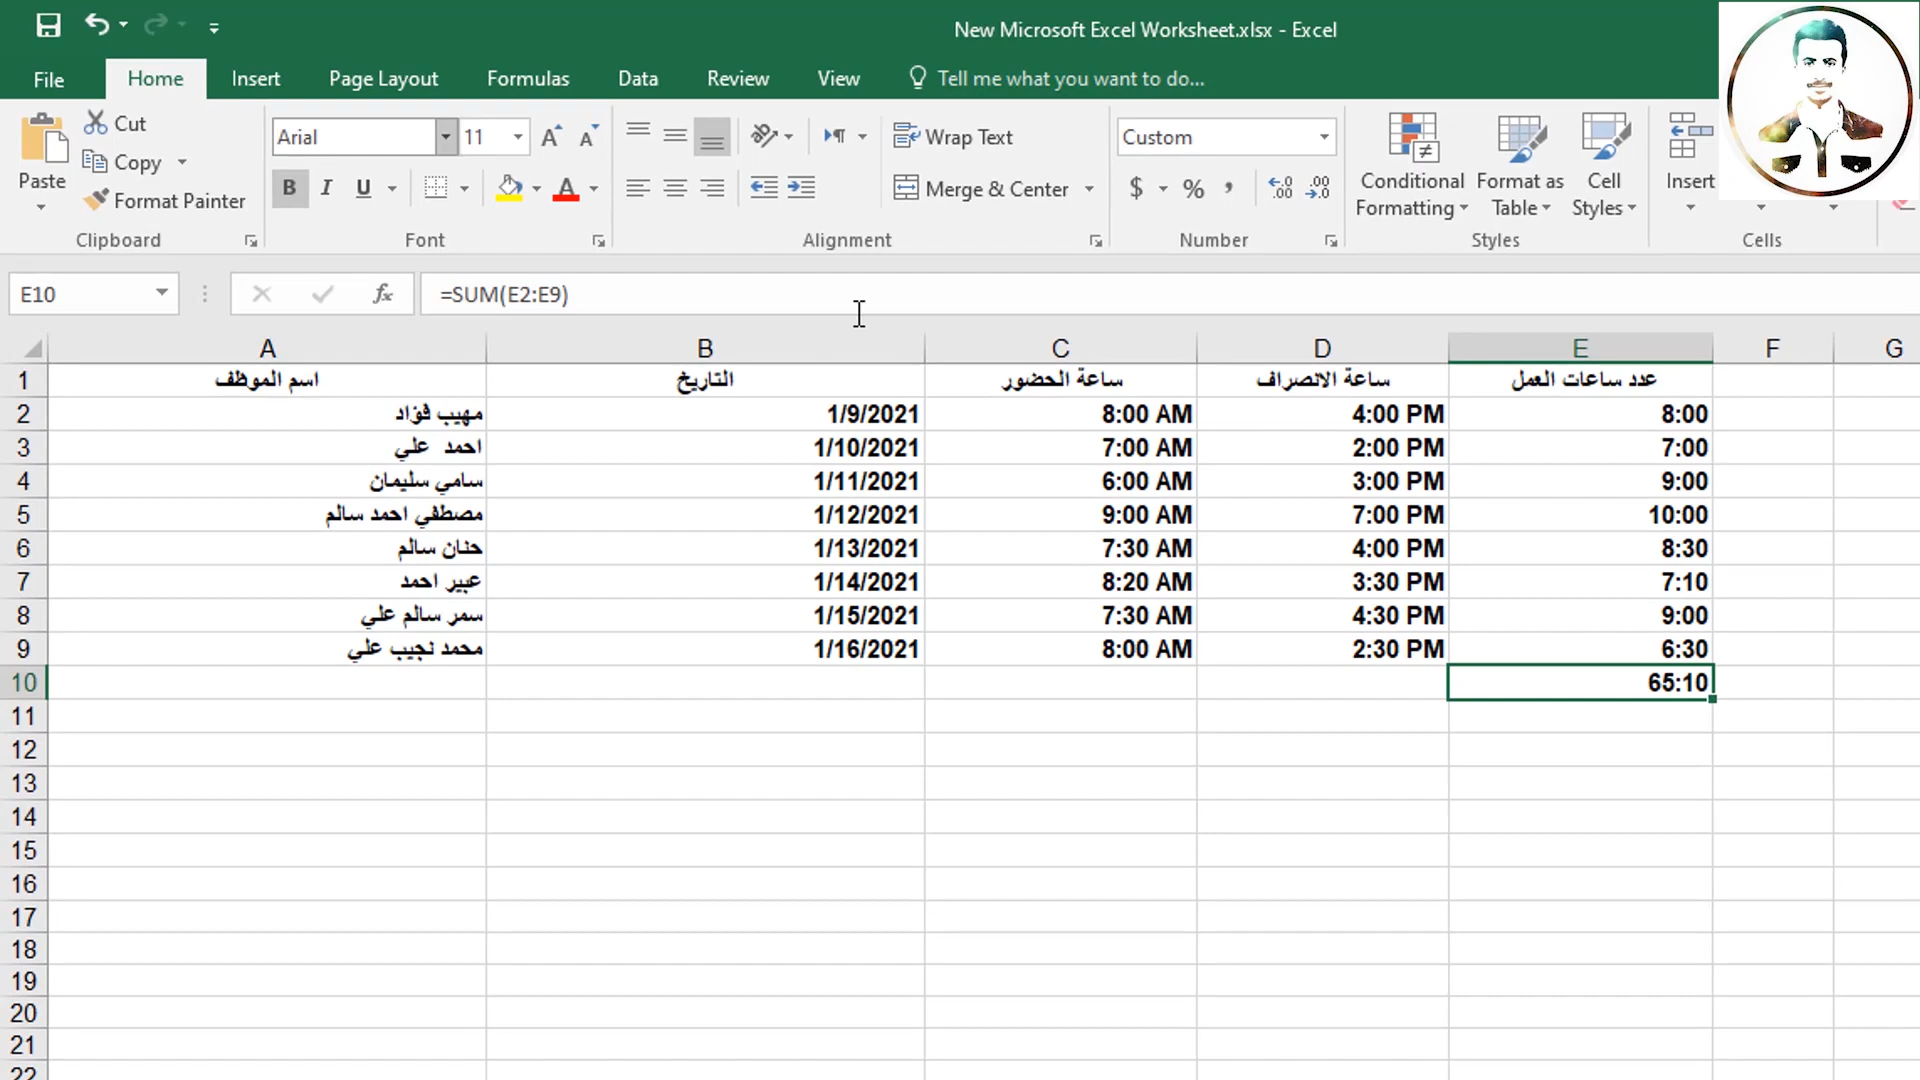 New Microsoft Excel Worksheet.xlsx - Excel
File Home Insert Page Layout Formulas Data Review View Tell me what you want to do...
Paste
Cut
Copy
Format Painter
Clipboard
Arial 11
B I U
Font
Wrap Text
Merge & Center
Alignment
Custom
$ % ,
Number
Conditional Formatting
Format as Table
Cell Styles
Styles
Insert
Cells
E10 fx =SUM(E2:E9)
A B C D E F G
1 اسم الموظف التاريخ ساعة الحضور ساعة الانصراف عدد ساعات العمل
2 مهيب فؤاد 1/9/2021 8:00 AM 4:00 PM 8:00
3 احمد علي 1/10/2021 7:00 AM 2:00 PM 7:00
4 سامي سليمان 1/11/2021 6:00 AM 3:00 PM 9:00
5 مصطفي احمد سالم 1/12/2021 9:00 AM 7:00 PM 10:00
6 حنان سالم 1/13/2021 7:30 AM 4:00 PM 8:30
7 عبير احمد 1/14/2021 8:20 AM 3:30 PM 7:10
8 سمر سالم علي 1/15/2021 7:30 AM 4:30 PM 9:00
9 محمد نجيب علي 1/16/2021 8:00 AM 2:30 PM 6:30
10 65:10
11
12
13
14
15
16
17
18
19
20
21
22